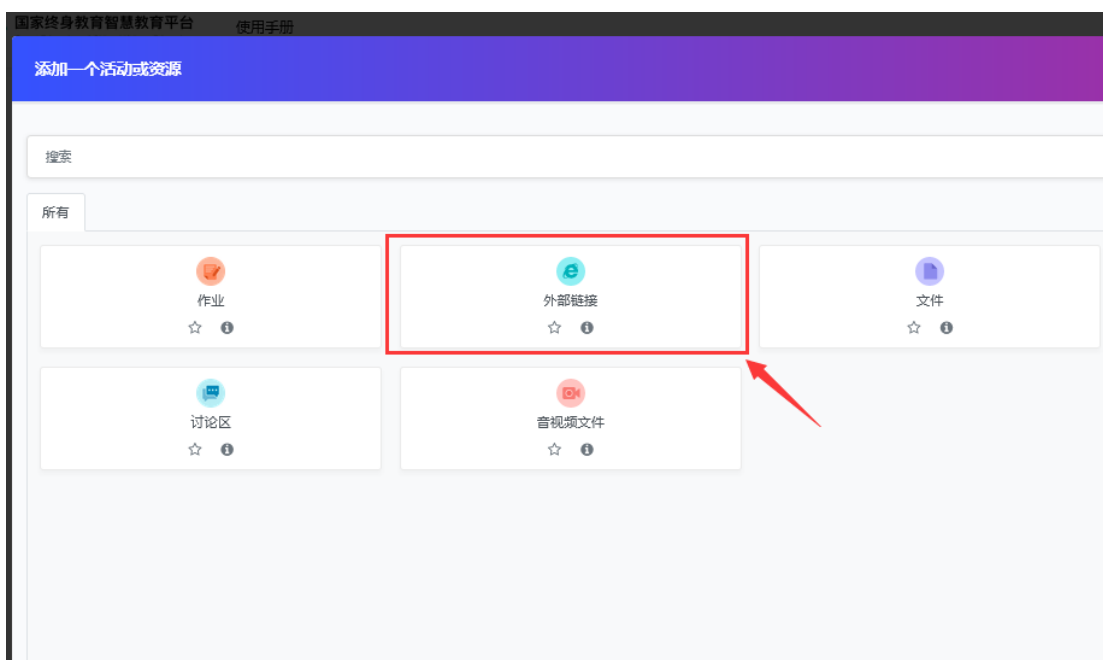 国家终身教育智慧教育平台 使用手册
添加一个活动或资源
搜索
所有
作业
外部链接
文件
讨论区
音视频文件